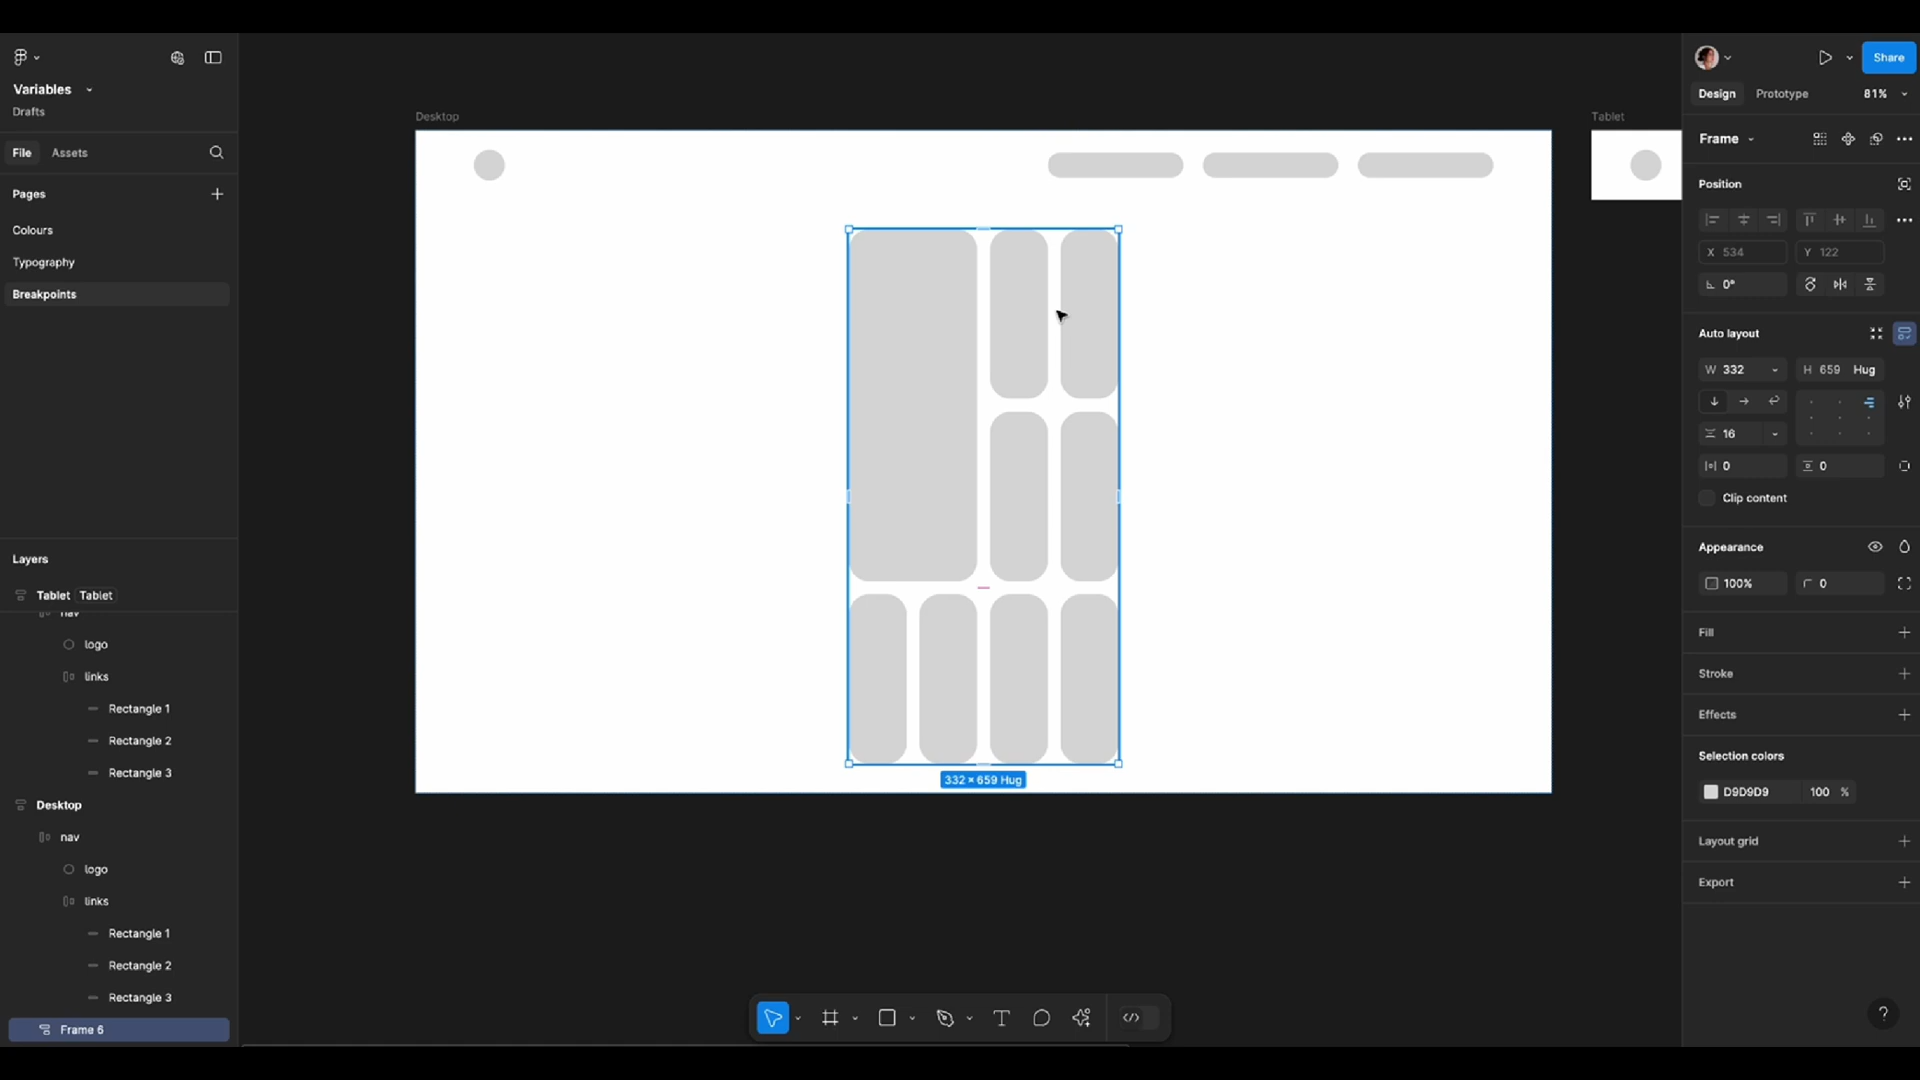 Variables
Drafts
File
Assets
Pages
Colours
Typography
Breakpoints
Layers
Tablet Tablet
nav
logo
links
Rectangle 1
Rectangle 2
Rectangle 3
Desktop
nav
logo
links
Rectangle 1
Rectangle 2
Rectangle 3
Frame 6
Desktop
Tablet
332 × 659 Hug
Share
Design
Prototype
81%
Frame
Position
X 534
Y 122
0°
Auto layout
W 332
H 659 Hug
16
0
0
Clip content
Appearance
100%
0
Fill
Stroke
Effects
Selection colors
D9D9D9 100 %
Layout grid
Export
?